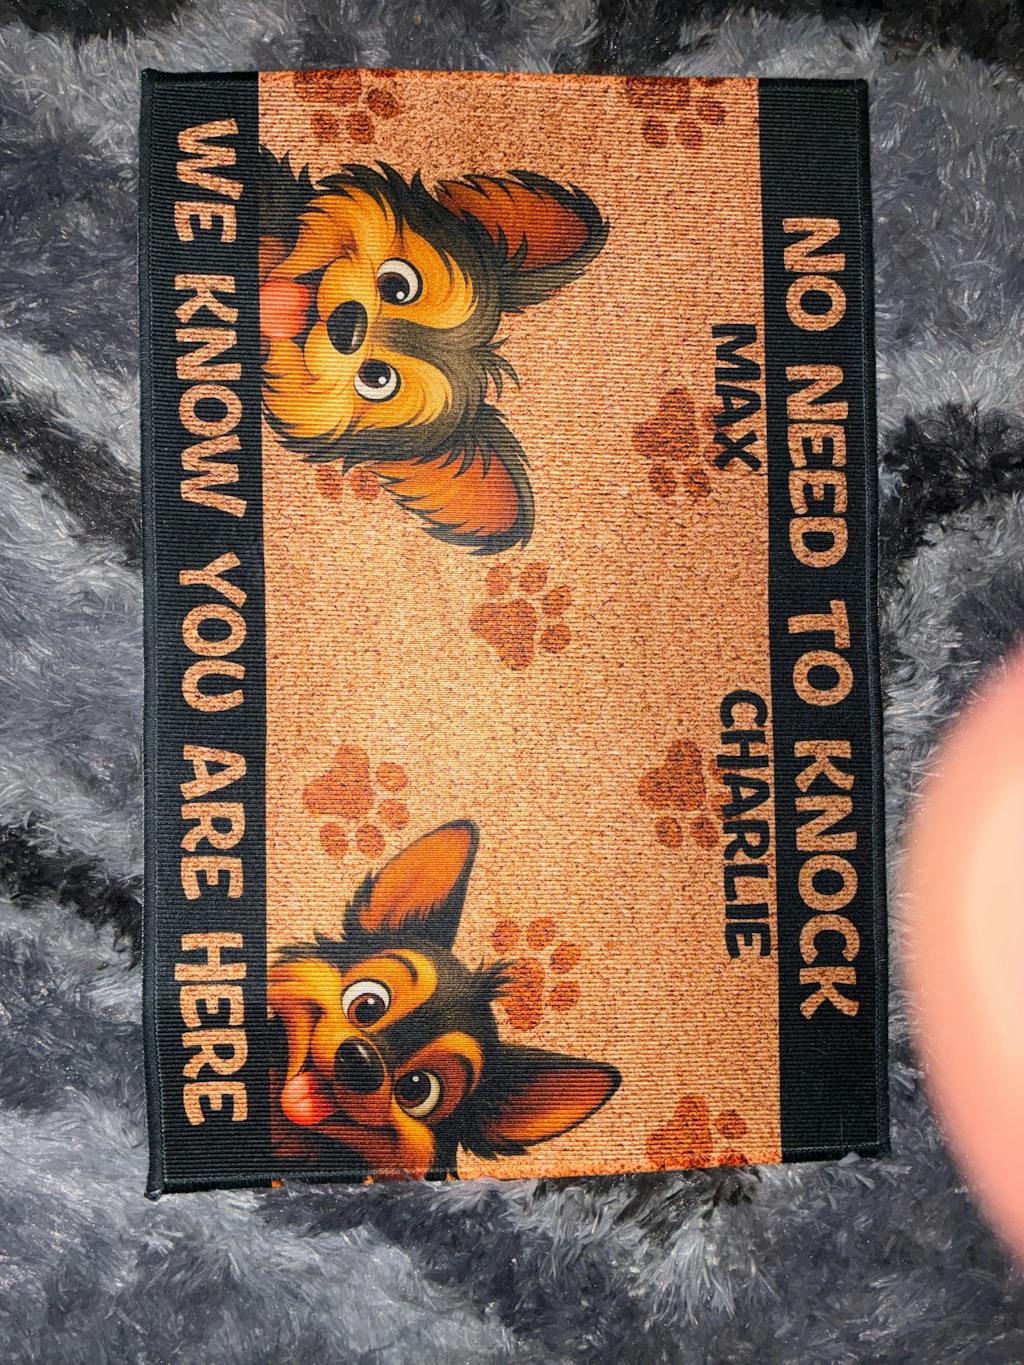 NO NEED TO KNOCK
MAX CHARLIE
WE KNOW YOU ARE HERE